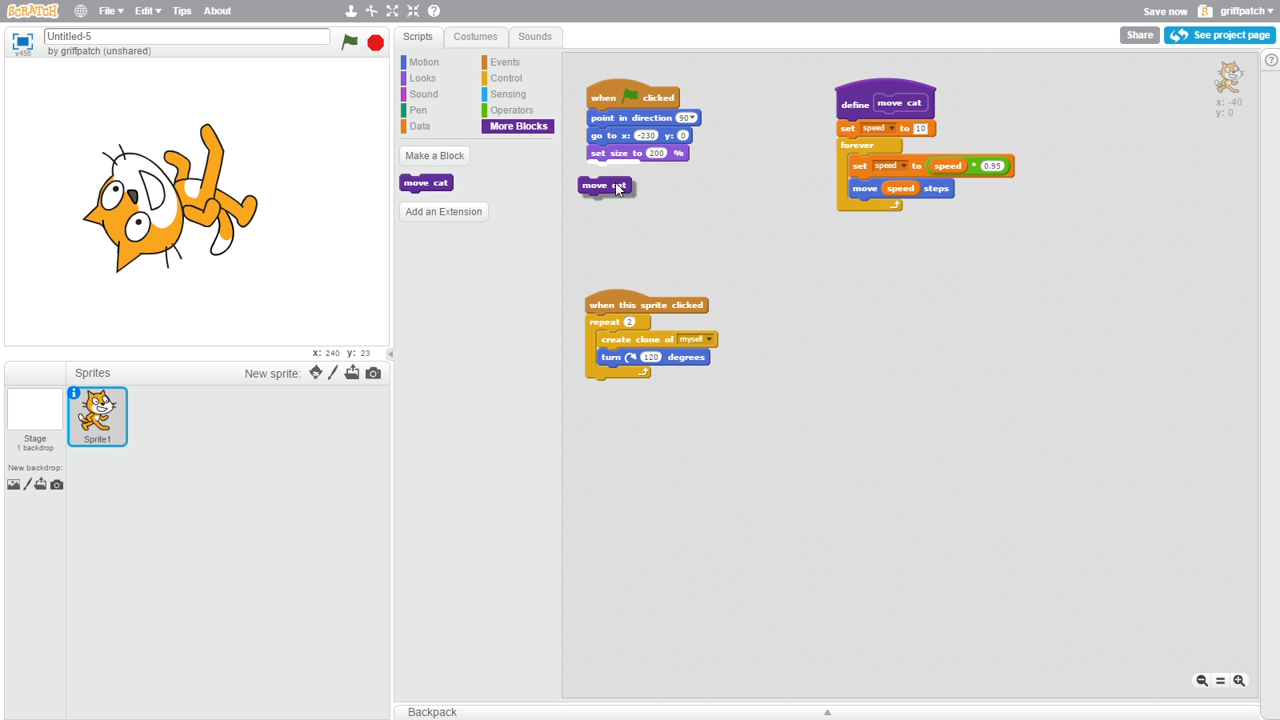 SCRATCH File▼ Edit▼ Tips About Save now griffpatch▼
v456 Untitled-5
by griffpatch (unshared)
Scripts Costumes Sounds
Share See project page
Motion Events
Looks Control
Sound Sensing
Pen Operators
Data More Blocks
Make a Block
move cat
Add an Extension
when clicked
point in direction 90▼
go to x: -230 y: 0
set size to 200 %
move cat
define move cat
set speed▼ to 10
forever
set speed▼ to speed * 0.95
move speed steps
x: -40
y: 0
when this sprite clicked
repeat 2
create clone of myself▼
turn 120 degrees
x: 240 y: 23
Sprites New sprite:
Stage
1 backdrop
Sprite1
New backdrop:
Backpack